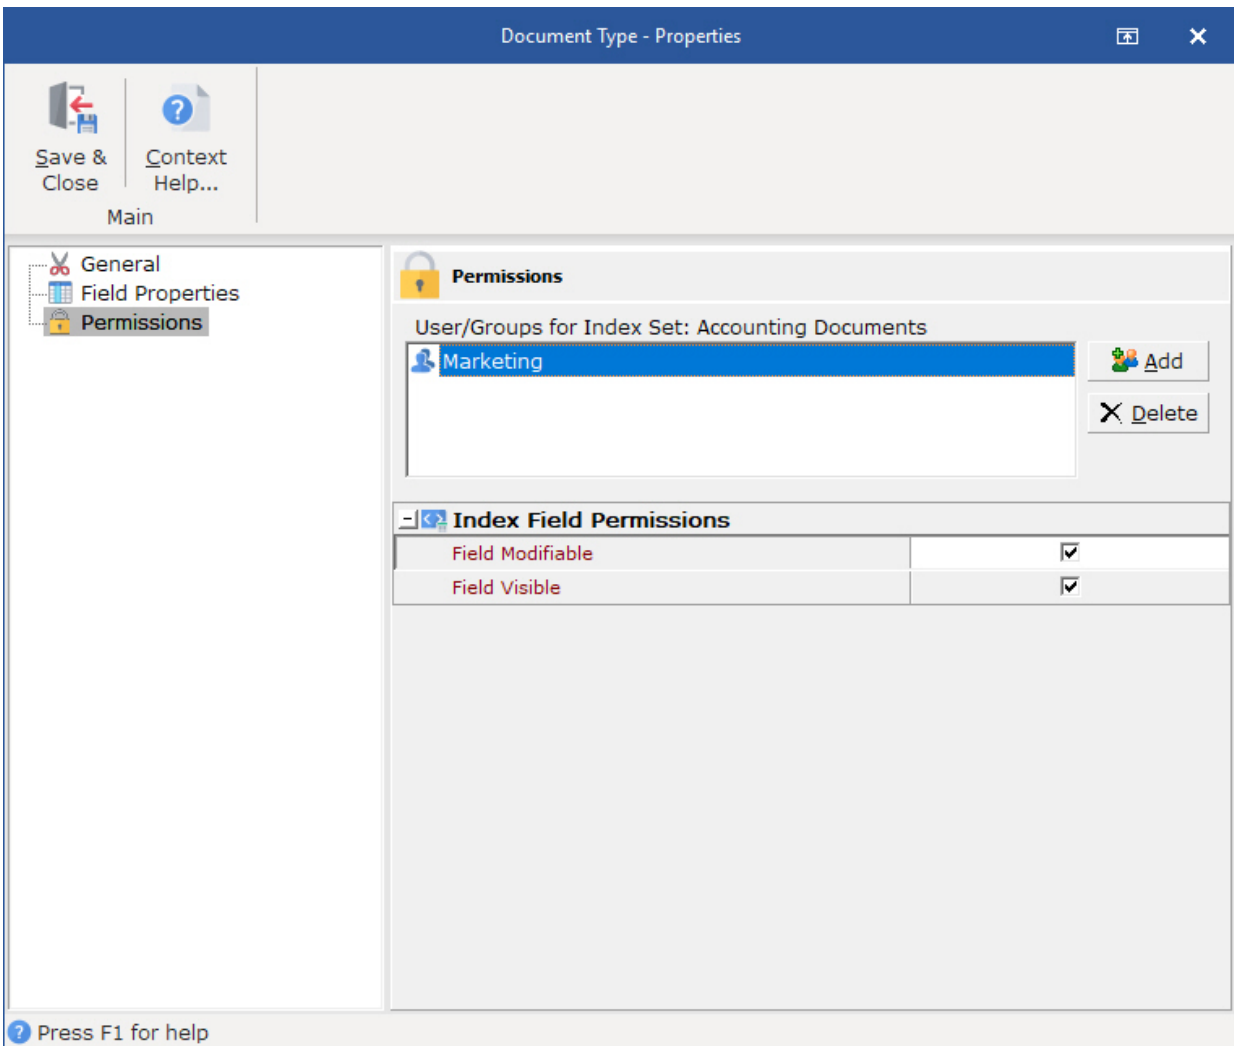 Document Type - Properties
Save & Close
Context Help...
Main
General
Field Properties
Permissions
Permissions
User/Groups for Index Set: Accounting Documents
Marketing
Add
Delete
Index Field Permissions
Field Modifiable
Field Visible
Press F1 for help